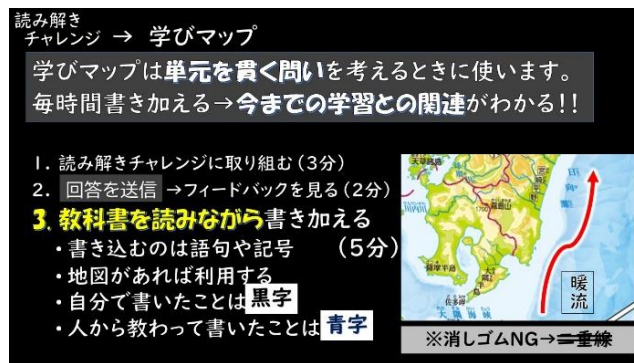 読み解き
チャレンジ → 学びマップ
学びマップは単元を貫く問いを考えるときに使います。
毎時間書き加える→今までの学習との関連がわかる!!
1. 読み解きチャレンジに取り組む(3分)
2. 回答を送信 →フィードバックを見る(2分)
3. 教科書を読みながら書き加える
・書き込むのは語句や記号 (5分)
・地図があれば利用する
・自分で書いたことは黒字
・人から教わって書いたことは青字
薩摩半島
大隅海峡
暖流
※消しゴムNG→二重線